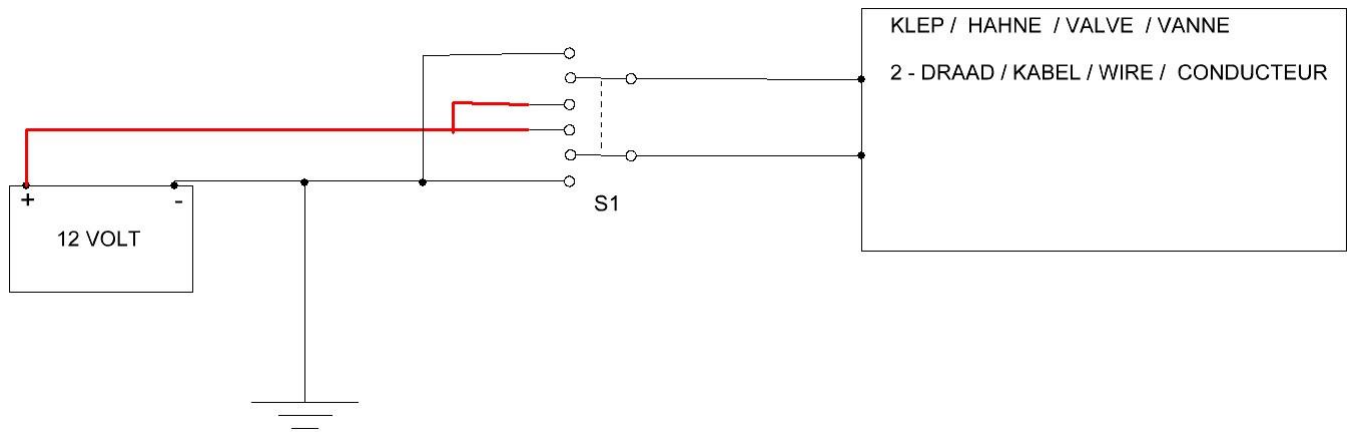 KLEP / HAHNE / VALVE / VANNE
2 - DRAAD / KABEL / WIRE / CONDUCTEUR
+ -
12 VOLT
S1